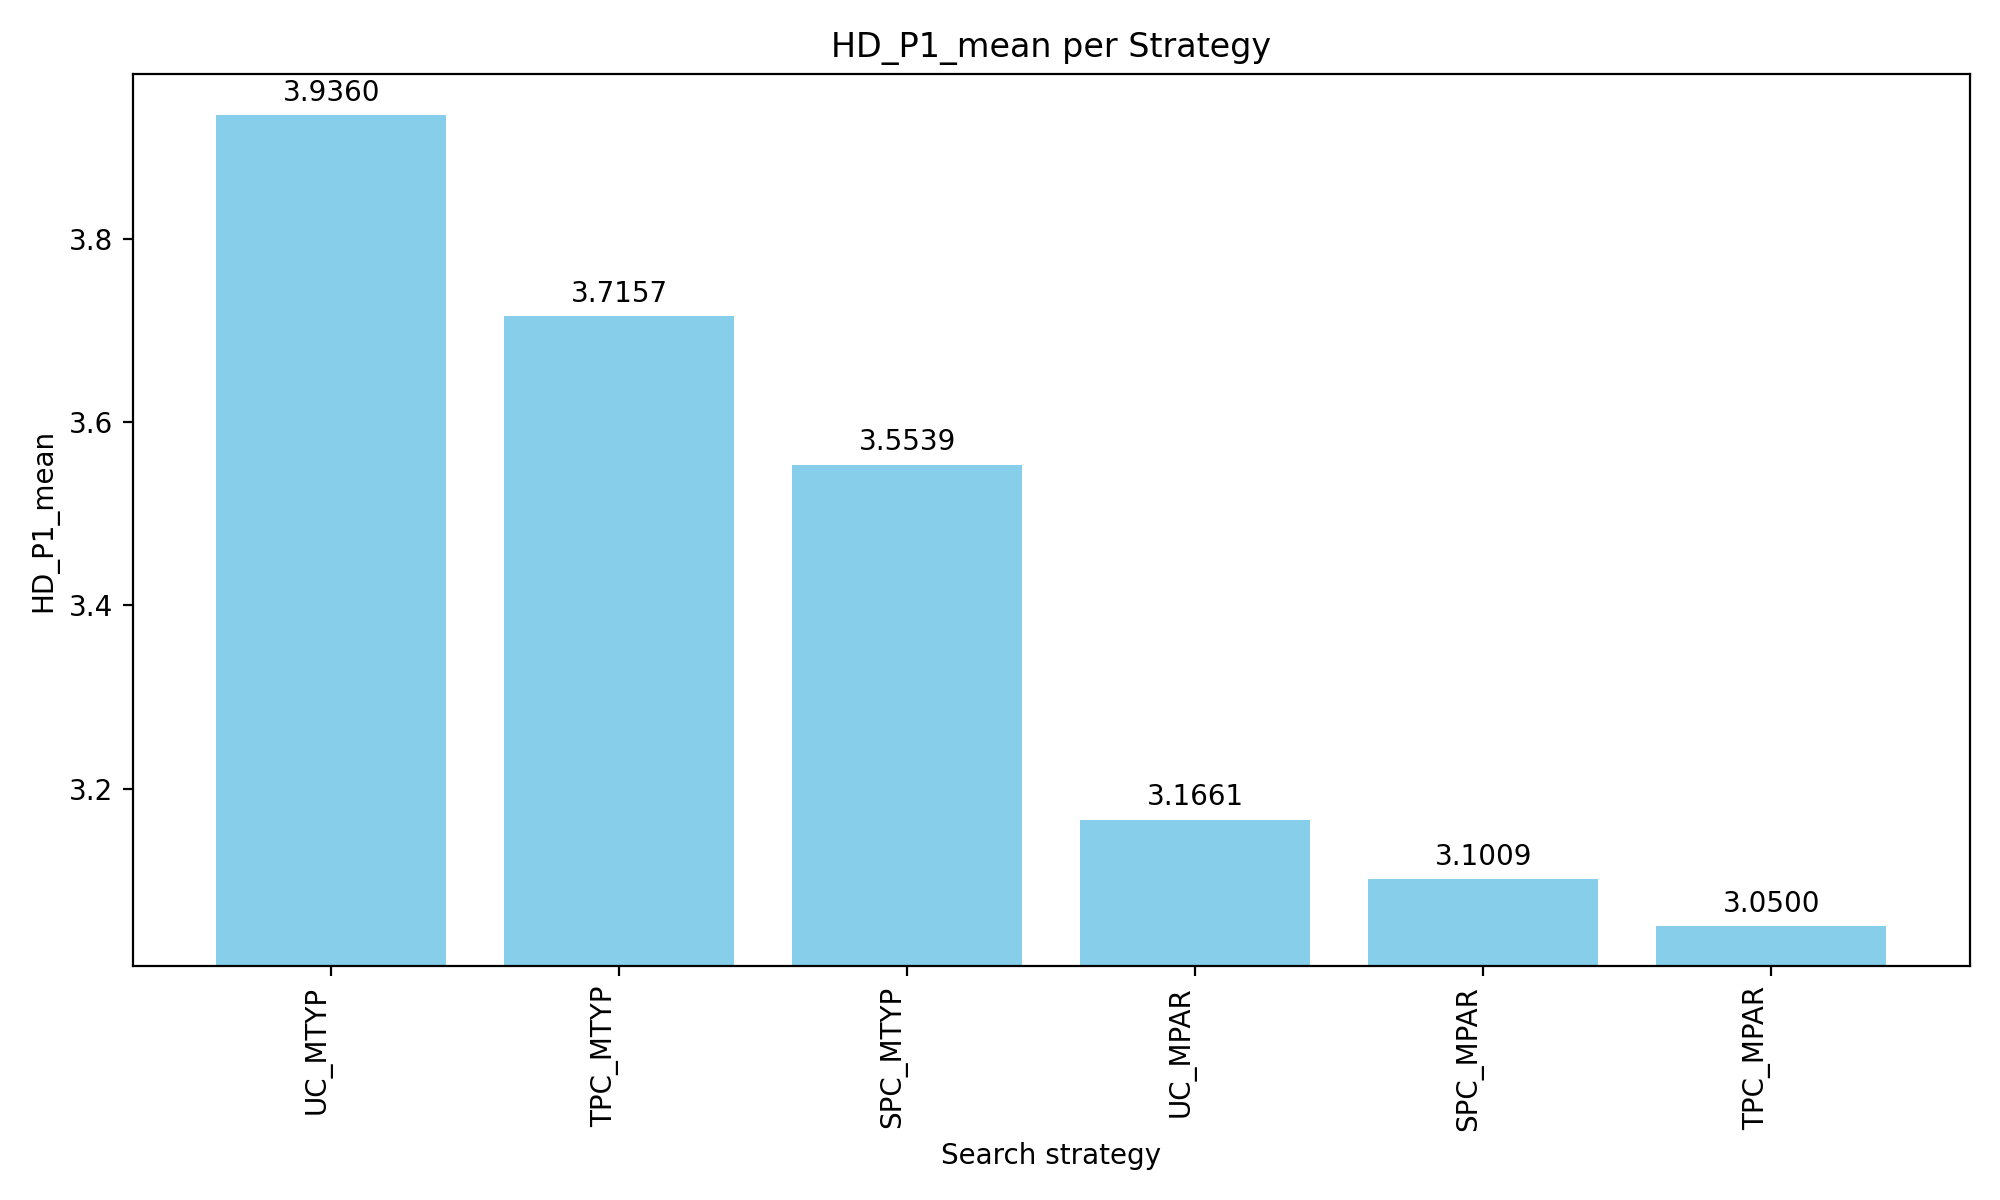 HD_P1_mean per Strategy
3.9360
3.7157
3.5539
3.1661
3.1009
3.0500
3.8
3.6
3.4
3.2
HD_P1_mean
UC_MTYP
TPC_MTYP
SPC_MTYP
UC_MPAR
SPC_MPAR
TPC_MPAR
Search strategy